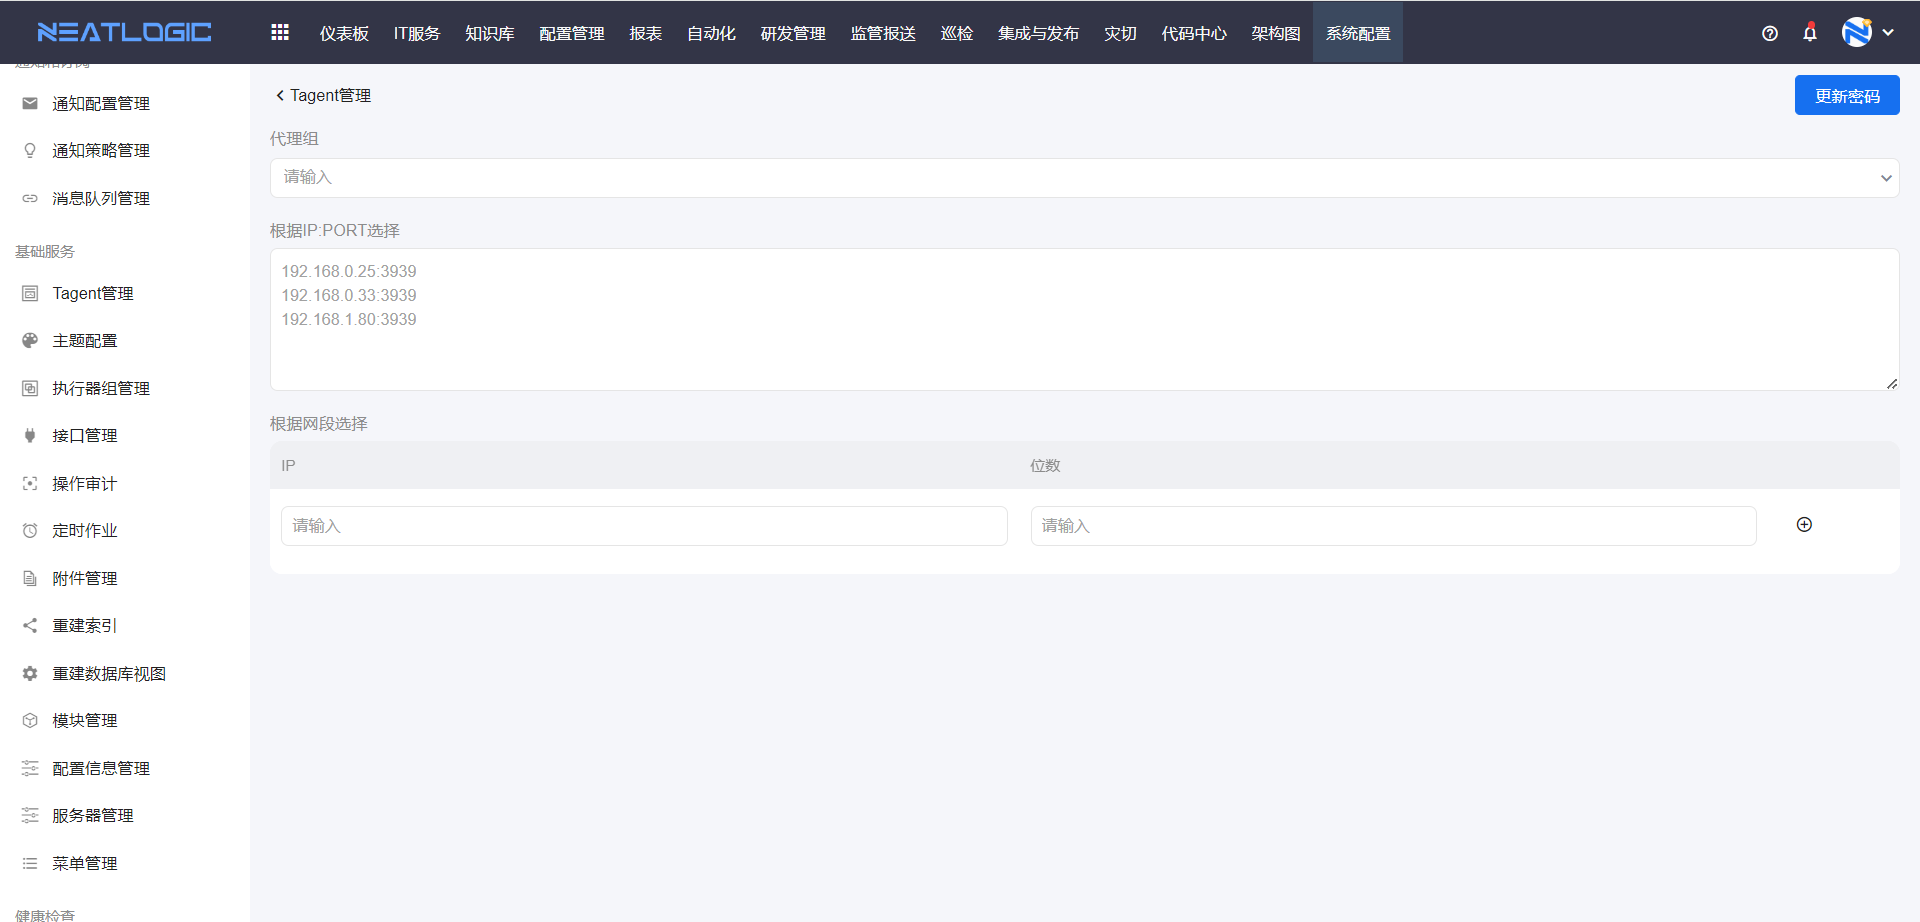 NEATLOGIC
仪表板 IT服务 知识库 配置管理 报表 自动化 研发管理 监管报送 巡检 集成与发布 灾切 代码中心 架构图 系统配置
通知配置管理
通知策略管理
消息队列管理
基础服务
Tagent管理
主题配置
执行器组管理
接口管理
操作审计
定时作业
附件管理
重建索引
重建数据库视图
模块管理
配置信息管理
服务器管理
菜单管理
健康检查
Tagent管理
更新密码
代理组
请输入
根据IP:PORT选择
192.168.0.25:3939
192.168.0.33:3939
192.168.1.80:3939
根据网段选择
IP 位数
请输入 请输入